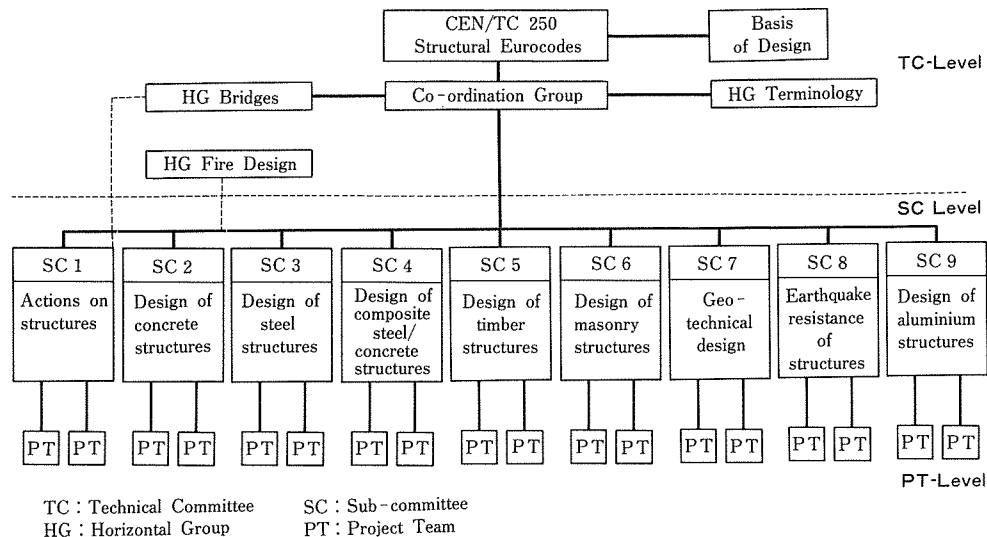 CEN/TC 250
Structural Eurocodes
Basis
of Design
TC-Level
HG Bridges
Co-ordination Group
HG Terminology
HG Fire Design
SC Level
SC 1
Actions on
structures
SC 2
Design of
concrete
structures
SC 3
Design of
steel
structures
SC 4
Design of
composite
steel/
concrete
structures
SC 5
Design of
timber
structures
SC 6
Design of
masonry
structures
SC 7
Geo-
technical
design
SC 8
Earthquake
resistance
of
structures
SC 9
Design of
aluminium
structures
PT PT PT PT PT PT PT PT PT PT PT PT PT PT PT PT PT PT
PT-Level
TC : Technical Committee SC : Sub-committee
HG : Horizontal Group PT : Project Team